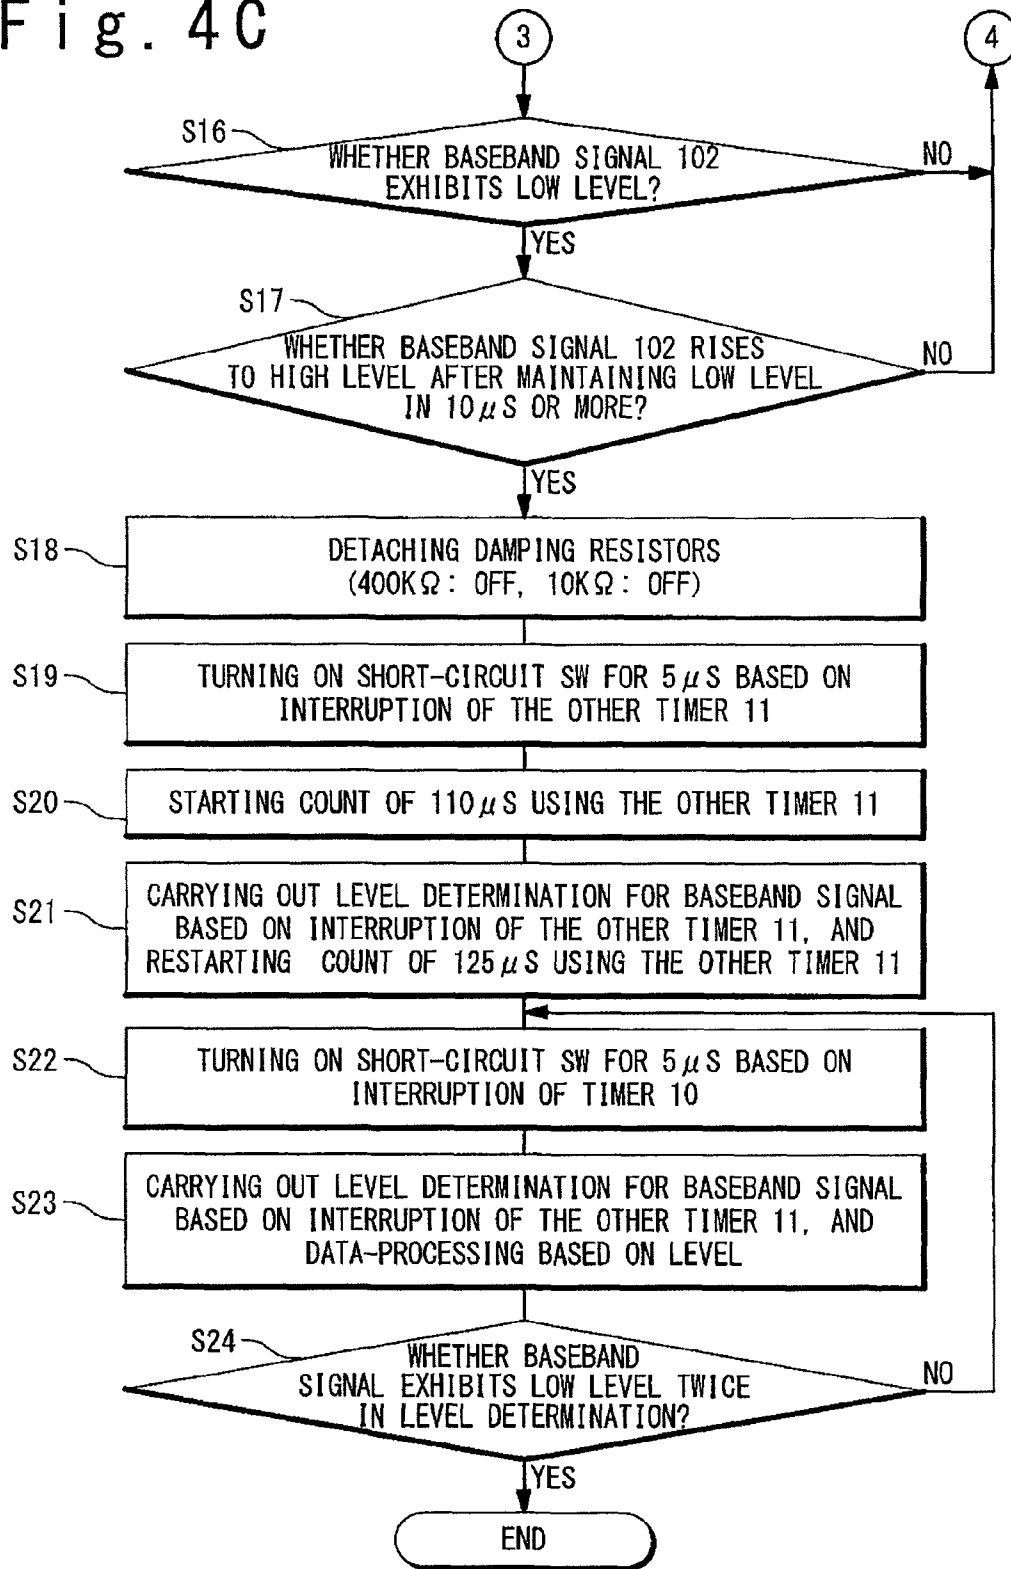 Fig. 4C
3
4
S16
WHETHER BASEBAND SIGNAL 102
EXHIBITS LOW LEVEL?
NO
YES
S17
WHETHER BASEBAND SIGNAL 102 RISES
TO HIGH LEVEL AFTER MAINTAINING LOW LEVEL
IN 10μS OR MORE?
NO
YES
S18
DETACHING DAMPING RESISTORS
(400KΩ: OFF, 10KΩ: OFF)
S19
TURNING ON SHORT-CIRCUIT SW FOR 5μS BASED ON
INTERRUPTION OF THE OTHER TIMER 11
S20
STARTING COUNT OF 110μS USING THE OTHER TIMER 11
S21
CARRYING OUT LEVEL DETERMINATION FOR BASEBAND SIGNAL
BASED ON INTERRUPTION OF THE OTHER TIMER 11, AND
RESTARTING COUNT OF 125μS USING THE OTHER TIMER 11
S22
TURNING ON SHORT-CIRCUIT SW FOR 5μS BASED ON
INTERRUPTION OF TIMER 10
S23
CARRYING OUT LEVEL DETERMINATION FOR BASEBAND SIGNAL
BASED ON INTERRUPTION OF THE OTHER TIMER 11, AND
DATA-PROCESSING BASED ON LEVEL
S24
WHETHER BASEBAND
SIGNAL EXHIBITS LOW LEVEL TWICE
IN LEVEL DETERMINATION?
NO
YES
END